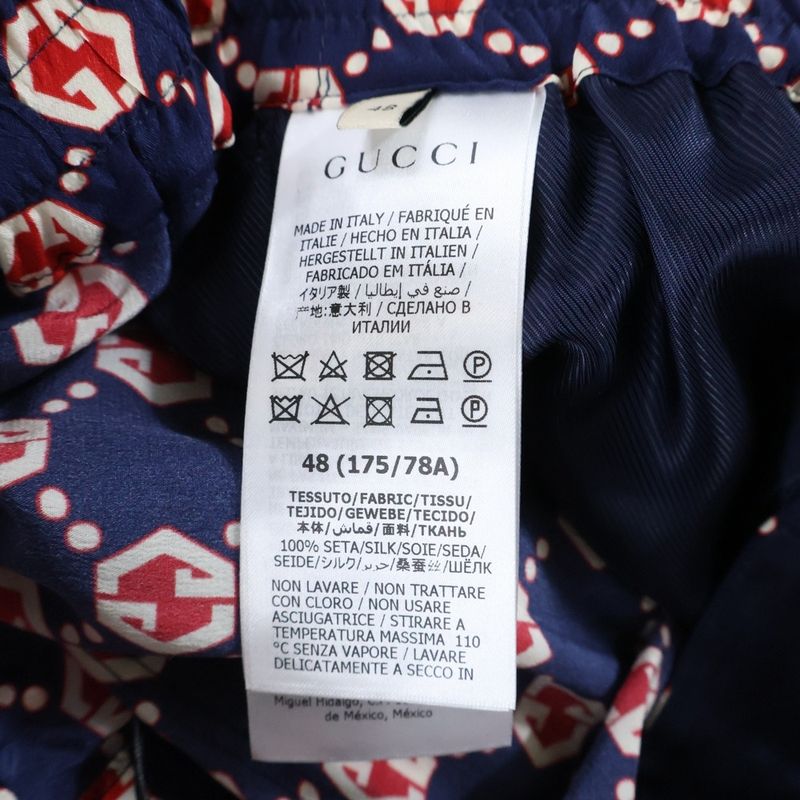 48
GUCCI
MADE IN ITALY / FABRIQUÉ EN
ITALIE / HECHO EN ITALIA /
HERGESTELLT IN ITALIEN /
FABRICADO EM ITÁLIA /
イタリア製 / صنع في إيطاليا /
产地:意大利 / СДЕЛАНО В
ИТАЛИИ
48 (175/78A)
TESSUTO/FABRIC/TISSU/
TEJIDO/GEWEBE/TECIDO/
本体/قماش/面料/ТКАНЬ
100% SETA/SILK/SOIE/SEDA/
SEIDE/シルク/حرير/桑蚕丝/ШЁЛК
NON LAVARE / NON TRATTARE
CON CLORO / NON USARE
ASCIUGATRICE / STIRARE A
TEMPERATURA MASSIMA 110
°C SENZA VAPORE / LAVARE
DELICATAMENTE A SECCO IN
Miguel Hidalgo,
de México, México